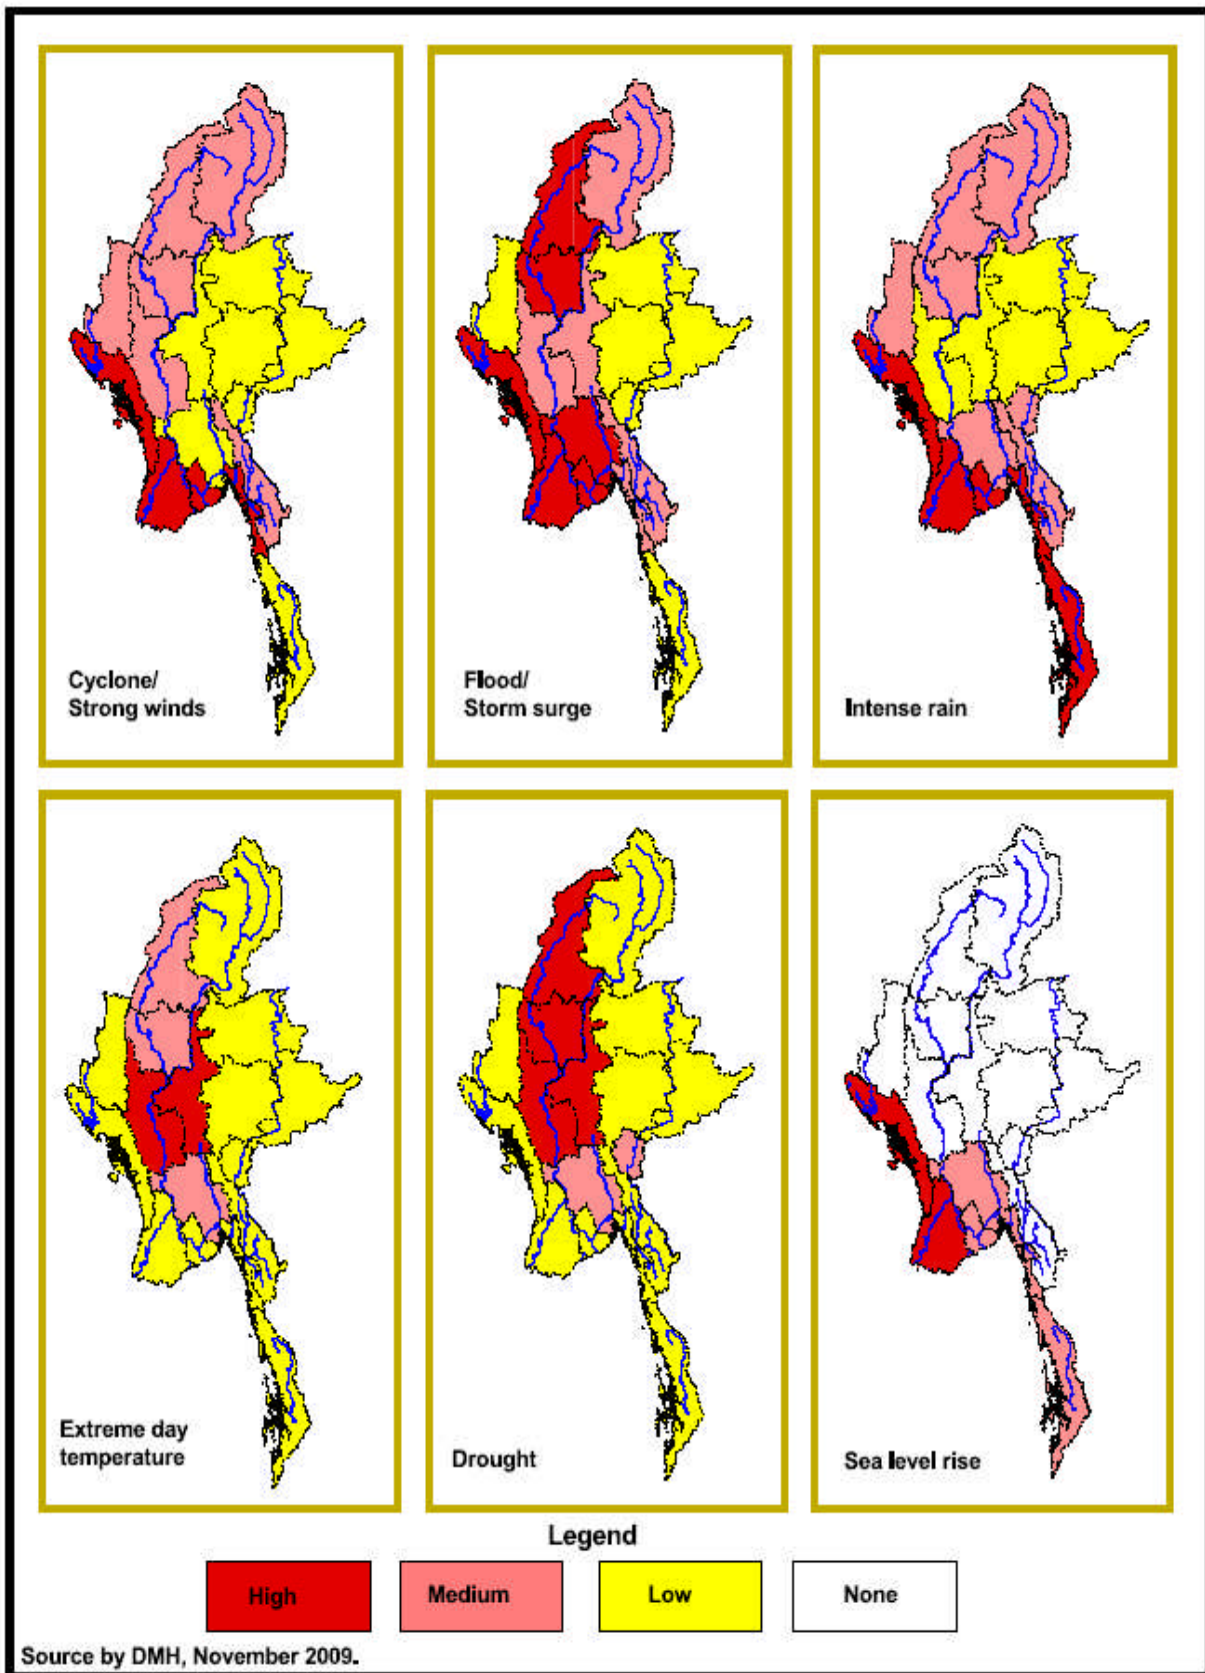 Cyclone/
Strong winds
Flood/
Storm surge
Intense rain
Extreme day
temperature
Drought
Sea level rise
Legend
High
Medium
Low
None
Source by DMH, November 2009.